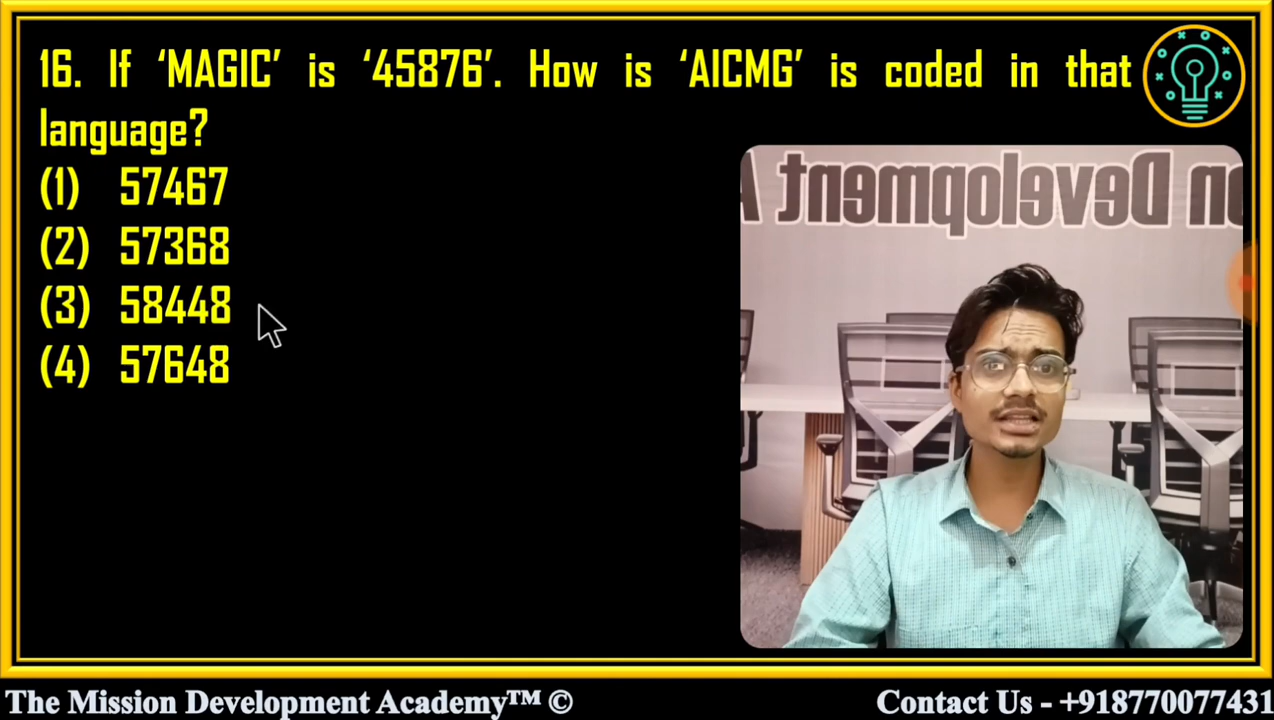 16. If ‘MAGIC’ is ‘45876’. How is ‘AICMG’ is coded in that
language?
(1) 57467
(2) 57368
(3) 58448
(4) 57648
on Development A
The Mission Development Academy™ ©
Contact Us - +918770077431